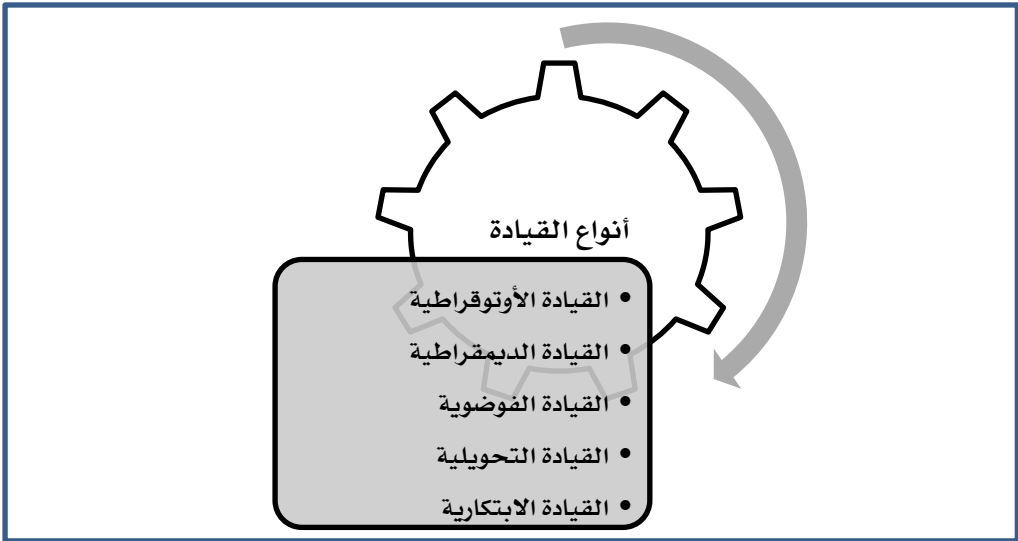 أنواع القيادة
• القيادة الأوتوقراطية
• القيادة الديمقراطية
• القيادة الفوضوية
• القيادة التحويلية
• القيادة الابتكارية